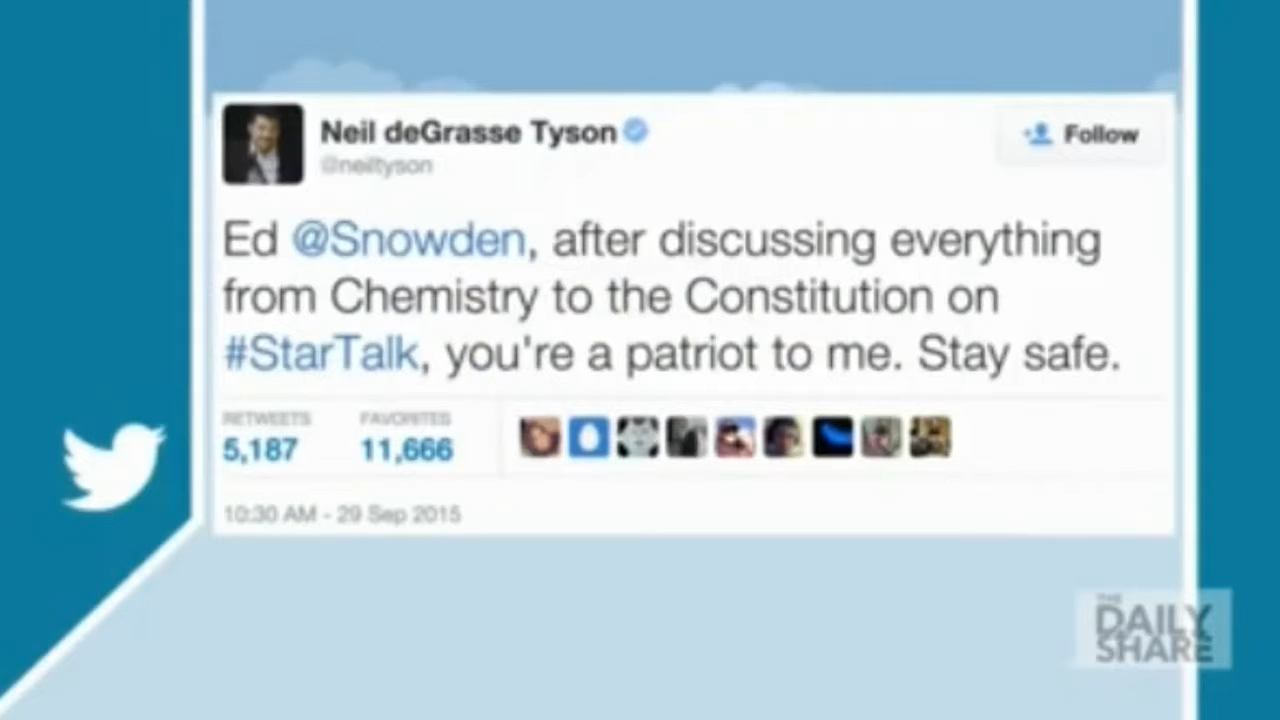 Neil deGrasse Tyson
@neiltyson
Follow
Ed @Snowden, after discussing everything
from Chemistry to the Constitution on
#StarTalk, you're a patriot to me. Stay safe.
RETWEETS FAVORITES
5,187 11,666
10:30 AM - 29 Sep 2015
THE
DAILY
SHARE